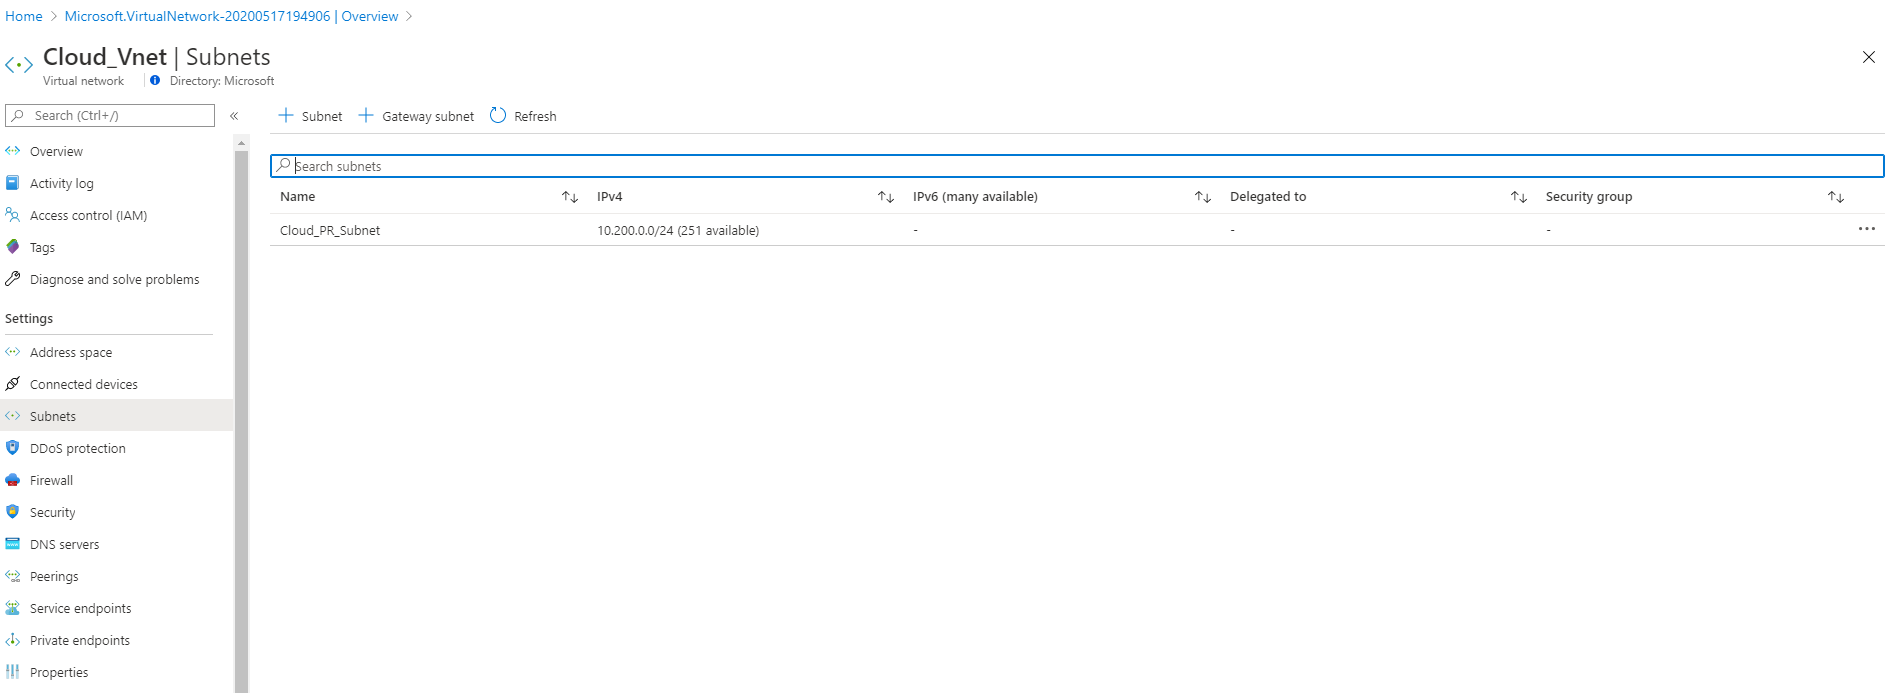 Home > Microsoft.VirtualNetwork-20200517194906 | Overview >
Cloud_Vnet | Subnets
Virtual network
Directory: Microsoft
Search (Ctrl+/)
«
Overview
Activity log
Access control (IAM)
Tags
Diagnose and solve problems
Settings
Address space
Connected devices
Subnets
DDoS protection
Firewall
Security
DNS servers
Peerings
Service endpoints
Private endpoints
Properties
+ Subnet + Gateway subnet Refresh
Search subnets
Name ↑↓ IPv4 ↑↓ IPv6 (many available) ↑↓ Delegated to ↑↓ Security group ↑↓
Cloud_PR_Subnet 10.200.0.0/24 (251 available) - - - ...